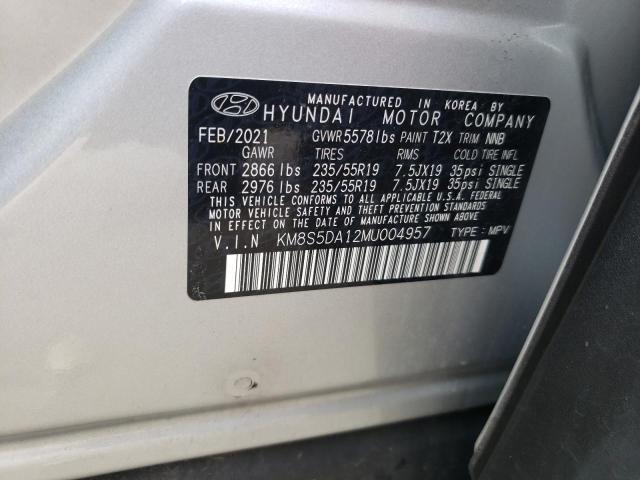 MANUFACTURED IN KOREA BY
HYUNDAI MOTOR COMPANY
FEB/2021 GVWR 5578lbs PAINT T2X TRIM NNB
GAWR TIRES RIMS COLD TIRE INFL
FRONT 2866 lbs 235/55R19 7.5JX19 35psi SINGLE
REAR 2976 lbs 235/55R19 7.5JX19 35psi SINGLE
THIS VEHICLE CONFORMS TO ALL APPLICABLE U.S.A. FEDERAL
MOTOR VEHICLE SAFETY AND THEFT PREVENTION STANDARDS
IN EFFECT ON THE DATE OF MANUFACTURE SHOWN ABOVE.
V.I.N KM8S5DA12MU004957 TYPE : MPV